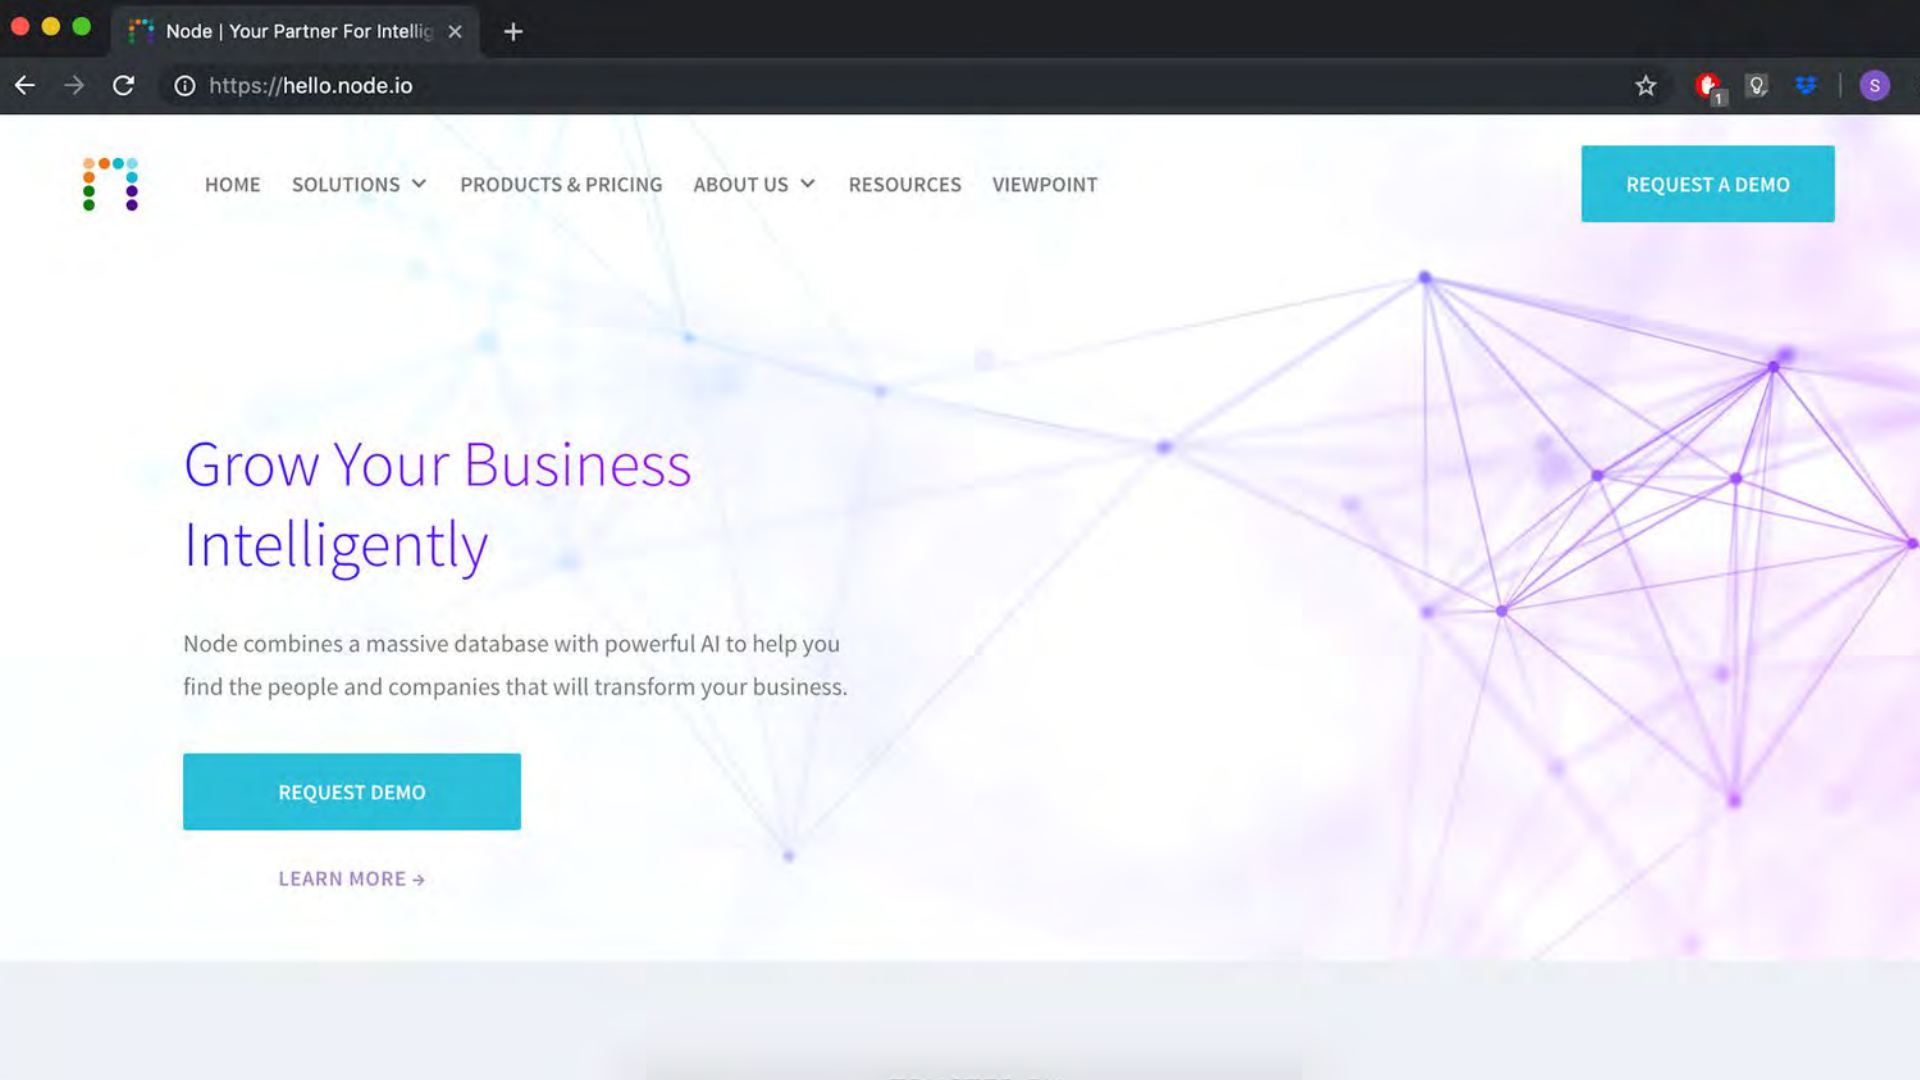 Node | Your Partner For Intellig
https://hello.node.io
1
S
HOME SOLUTIONS PRODUCTS & PRICING ABOUT US RESOURCES VIEWPOINT
REQUEST A DEMO
Grow Your Business
Intelligently
Node combines a massive database with powerful AI to help you
find the people and companies that will transform your business.
REQUEST DEMO
LEARN MORE →